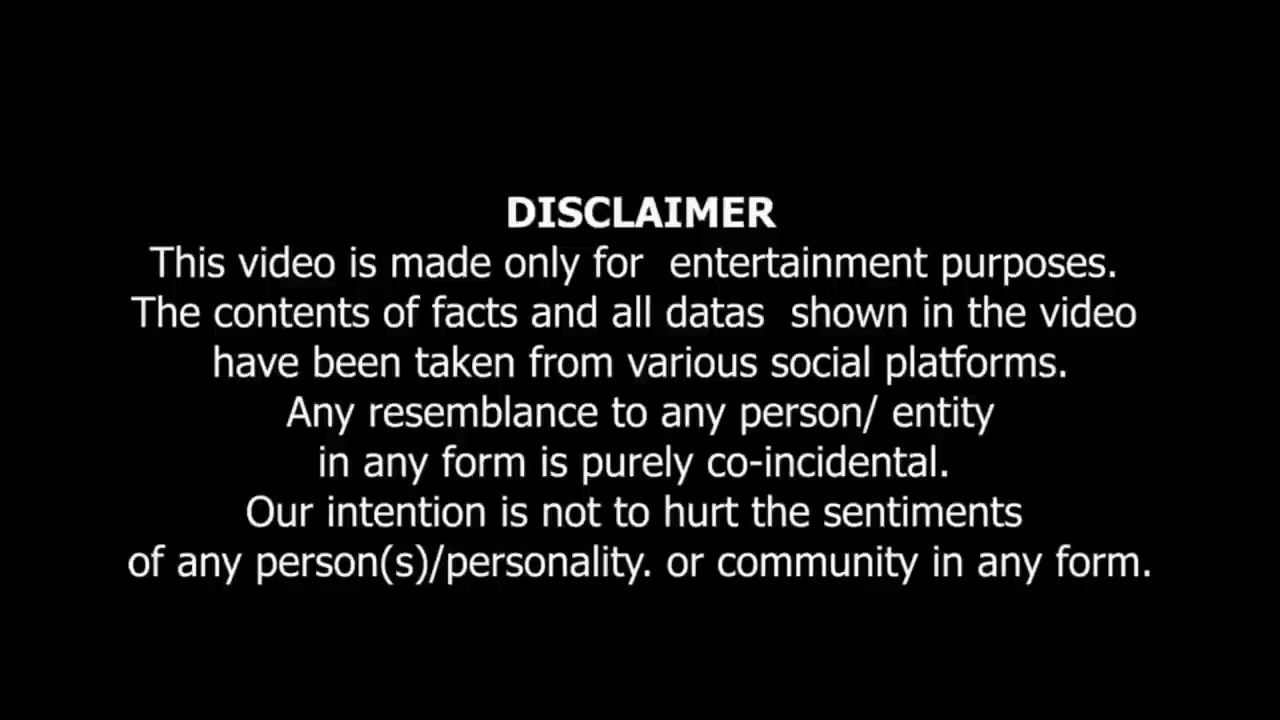 DISCLAIMER
This video is made only for  entertainment purposes.
The contents of facts and all datas  shown in the video
have been taken from various social platforms.
Any resemblance to any person/ entity
in any form is purely co-incidental.
Our intention is not to hurt the sentiments
of any person(s)/personality. or community in any form.